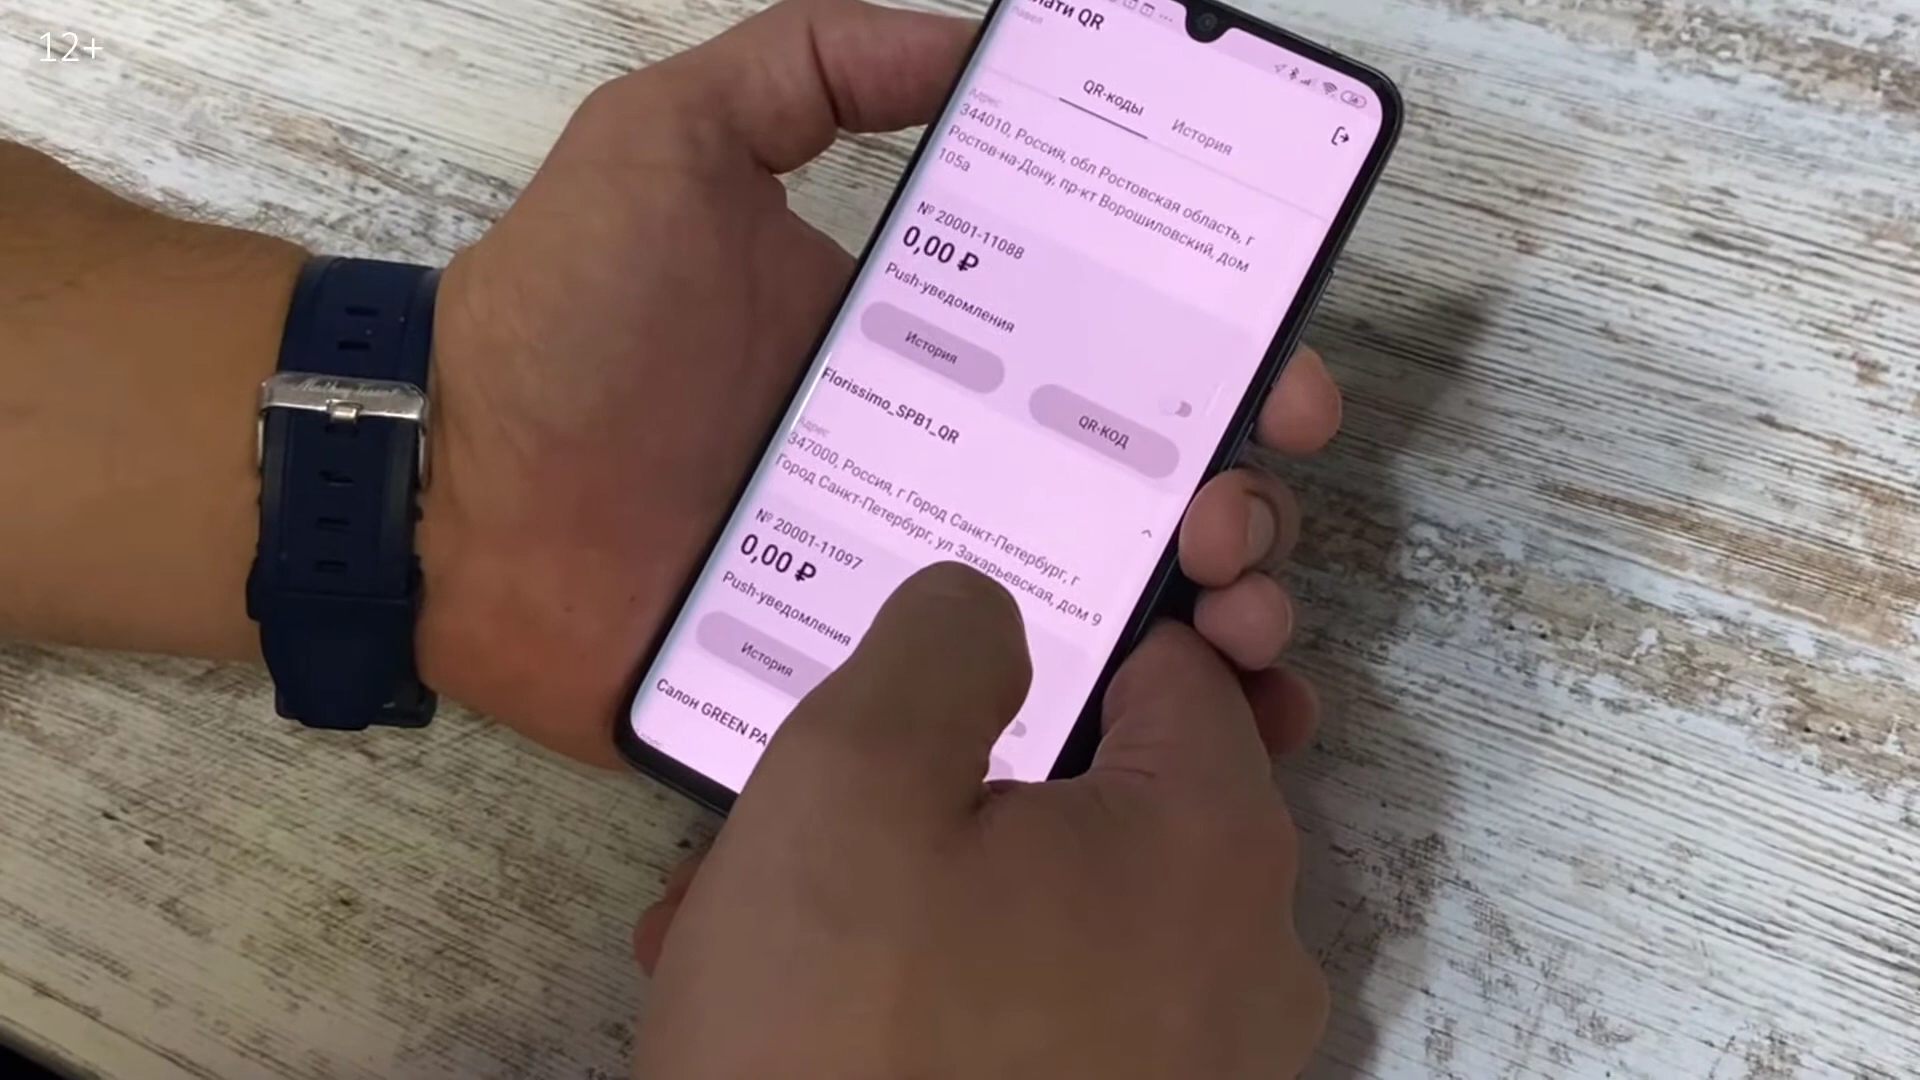 12+
лати QR
QR-коды
История
Адрес
344010, Россия, обл Ростовская область, г
Ростов-на-Дону, пр-кт Ворошиловский, дом
105а
№ 20001-11088
0,00 ₽
Push-уведомления
История
QR-КОД
Florissimo_SPB1_QR
Адрес
347000, Россия, г Город Санкт-Петербург, г
Город Санкт-Петербург, ул Захарьевская, дом 9
№ 20001-11097
0,00 ₽
Push-уведомления
История
Салон GREEN PA